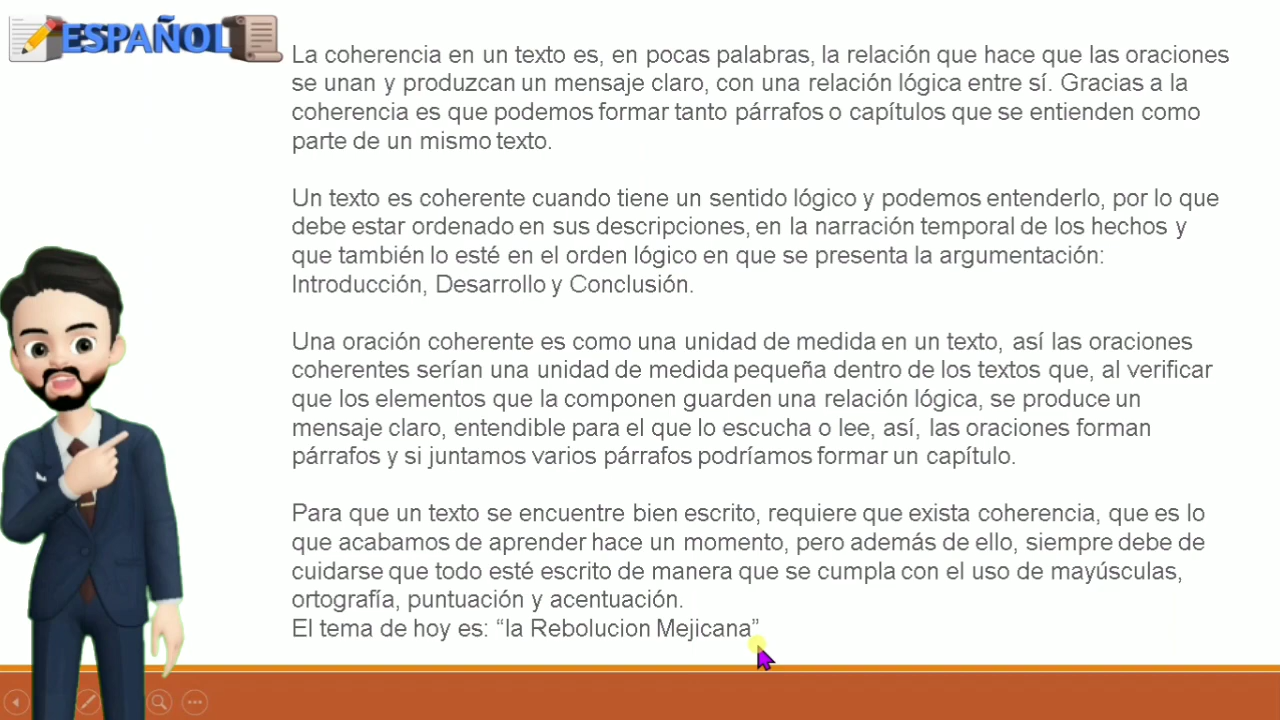 ESPAÑOL
La coherencia en un texto es, en pocas palabras, la relación que hace que las oraciones
se unan y produzcan un mensaje claro, con una relación lógica entre sí. Gracias a la
coherencia es que podemos formar tanto párrafos o capítulos que se entienden como
parte de un mismo texto.
Un texto es coherente cuando tiene un sentido lógico y podemos entenderlo, por lo que
debe estar ordenado en sus descripciones, en la narración temporal de los hechos y
que también lo esté en el orden lógico en que se presenta la argumentación:
Introducción, Desarrollo y Conclusión.
Una oración coherente es como una unidad de medida en un texto, así las oraciones
coherentes serían una unidad de medida pequeña dentro de los textos que, al verificar
que los elementos que la componen guarden una relación lógica, se produce un
mensaje claro, entendible para el que lo escucha o lee, así, las oraciones forman
párrafos y si juntamos varios párrafos podríamos formar un capítulo.
Para que un texto se encuentre bien escrito, requiere que exista coherencia, que es lo
que acabamos de aprender hace un momento, pero además de ello, siempre debe de
cuidarse que todo esté escrito de manera que se cumpla con el uso de mayúsculas,
ortografía, puntuación y acentuación.
El tema de hoy es: “la Rebolucion Mejicana”